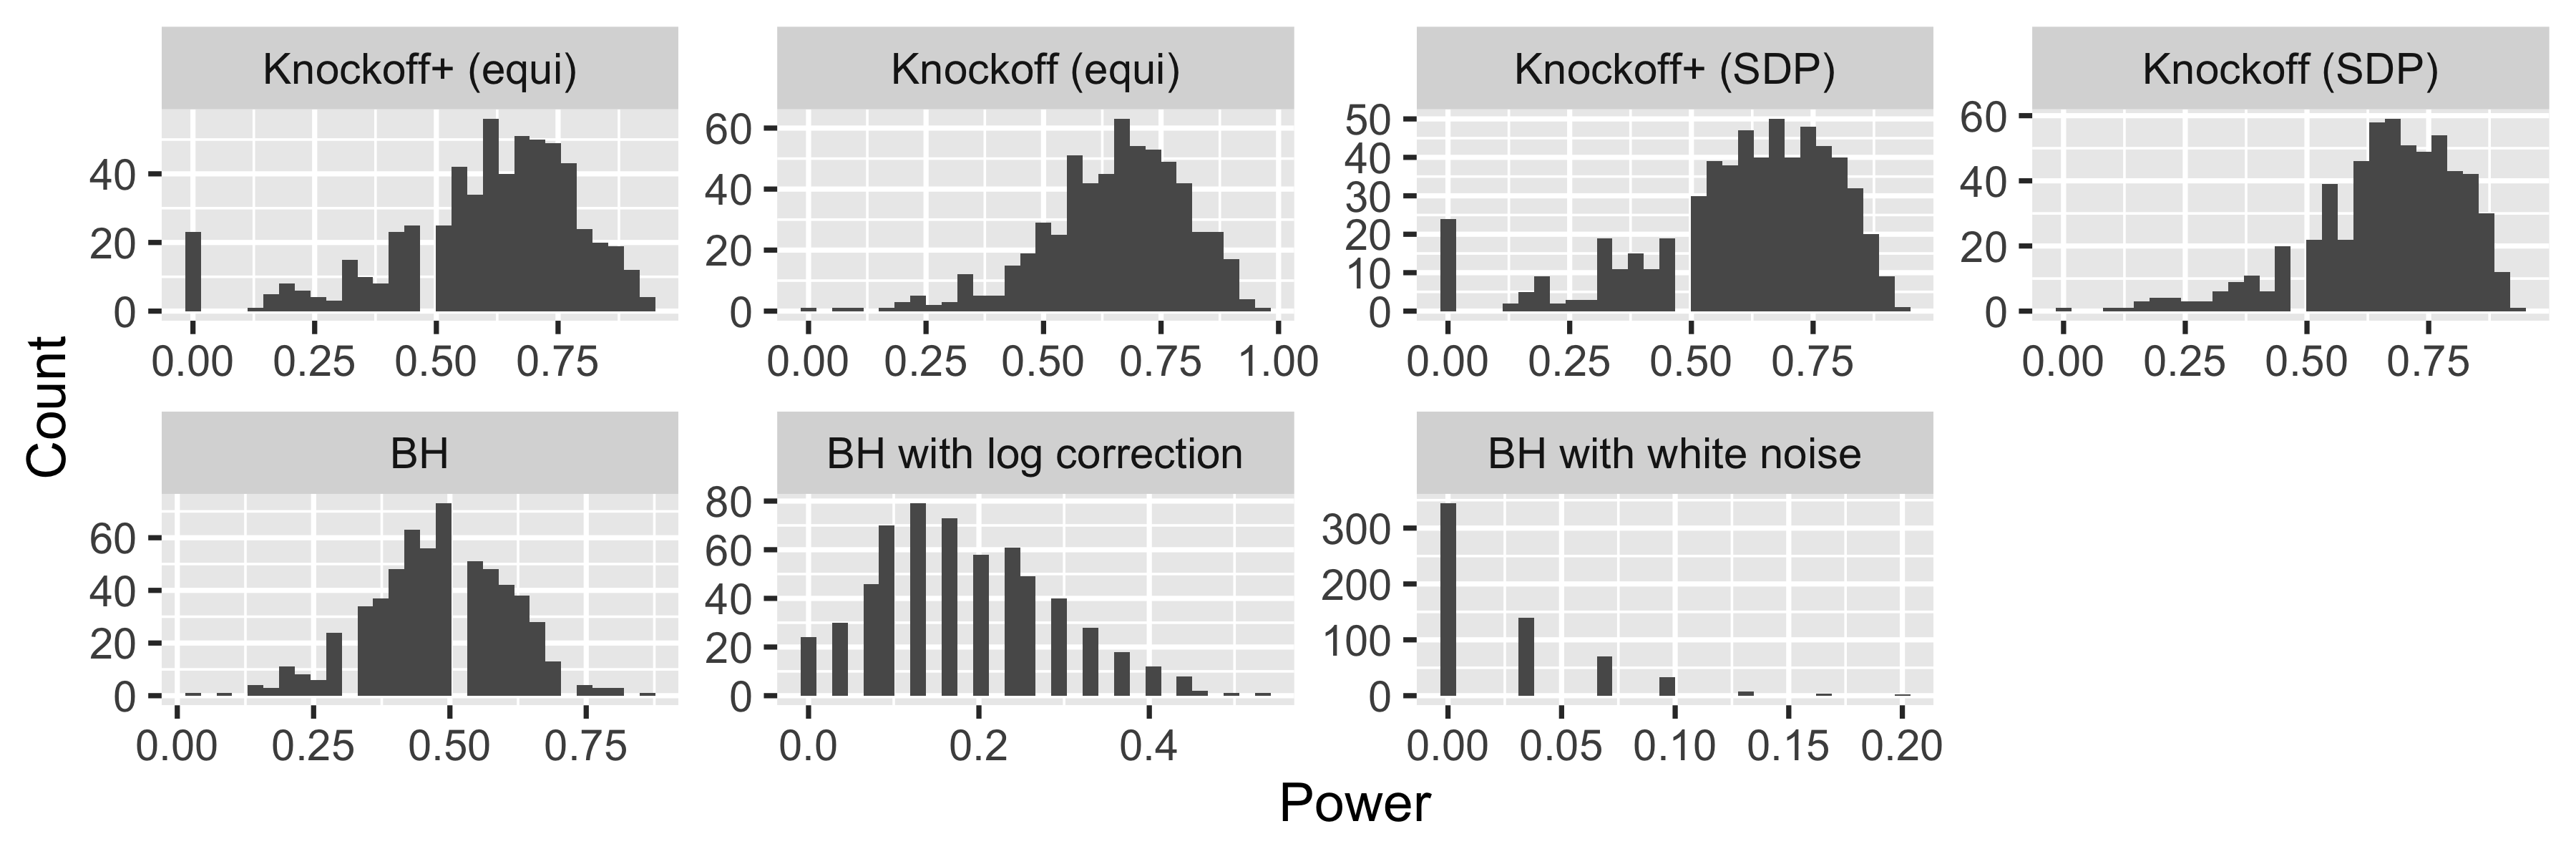 Knockoff+ (equi)
Knockoff (equi)
Knockoff+ (SDP)
Knockoff (SDP)
40
20
0
60
40
20
0
50
40
30
20
10
0
60
40
20
0
0.00 0.25 0.50 0.75
0.00 0.25 0.50 0.75 1.00
0.00 0.25 0.50 0.75
0.00 0.25 0.50 0.75
Count
BH
BH with log correction
BH with white noise
60
40
20
0
80
60
40
20
0
300
200
100
0
0.00 0.25 0.50 0.75
0.0 0.2 0.4
0.00 0.05 0.10 0.15 0.20
Power